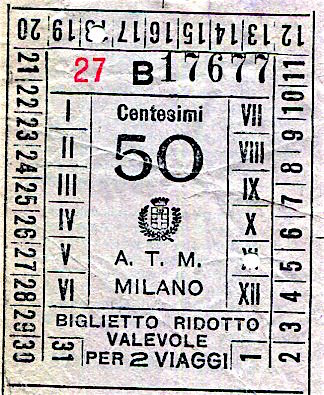 20 19 18 17 16 15 14 13 12
21 22 23 24 25 26 27 28 29 30
27 B 17677
I II III IV V VI
Centesimi
50
A. T. M.
MILANO
VII VIII IX X XI XII
11 10 9 8 7 6 5 4 3 2
BIGLIETTO RIDOTTO
VALEVOLE
31 PER 2 VIAGGI 1